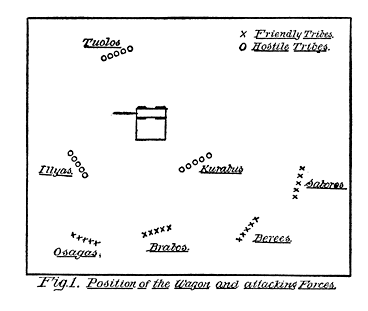 Tuolos
x Friendly Tribes.
o Hostile Tribes.
Illyas.
Kurabus
Sabores.
Osagas.
Brabos.
Berees.
Fig.1. Position of the Wagon and attacking Forces.